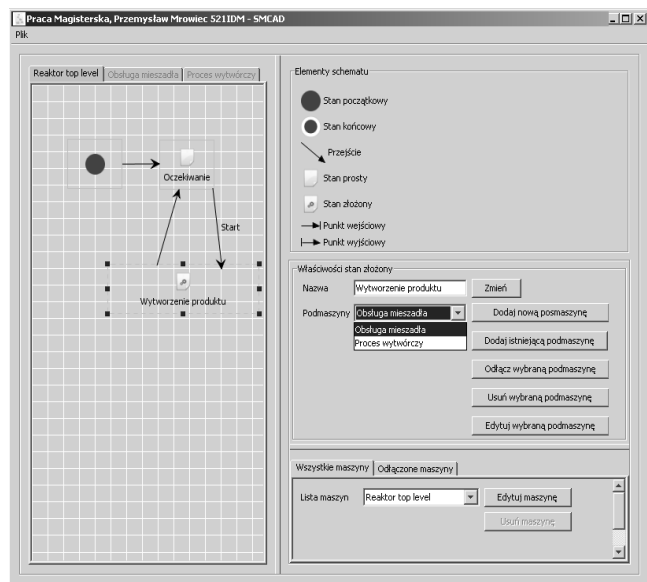 Praca Magisterska, Przemysław Mrowiec 521IDM - SMCAD
Plik
Reaktor top level
Obsługa mieszadła
Proces wytwórczy
Oczekiwanie
Start
Wytworzenie produktu
Elementy schematu
Stan początkowy
Stan końcowy
Przejście
Stan prosty
Stan złożony
Punkt wejściowy
Punkt wyjściowy
Właściwości stan złożony
Nazwa
Wytworzenie produktu
Zmień
Podmaszyny
Obsługa mieszadła
Dodaj nową posmaszynę
Obsługa mieszadła
Proces wytwórczy
Dodaj istniejącą podmaszynę
Odłącz wybraną podmaszynę
Usuń wybraną podmaszynę
Edytuj wybraną podmaszynę
Wszystkie maszyny
Odłączone maszyny
Lista maszyn
Reaktor top level
Edytuj maszynę
Usuń maszynę